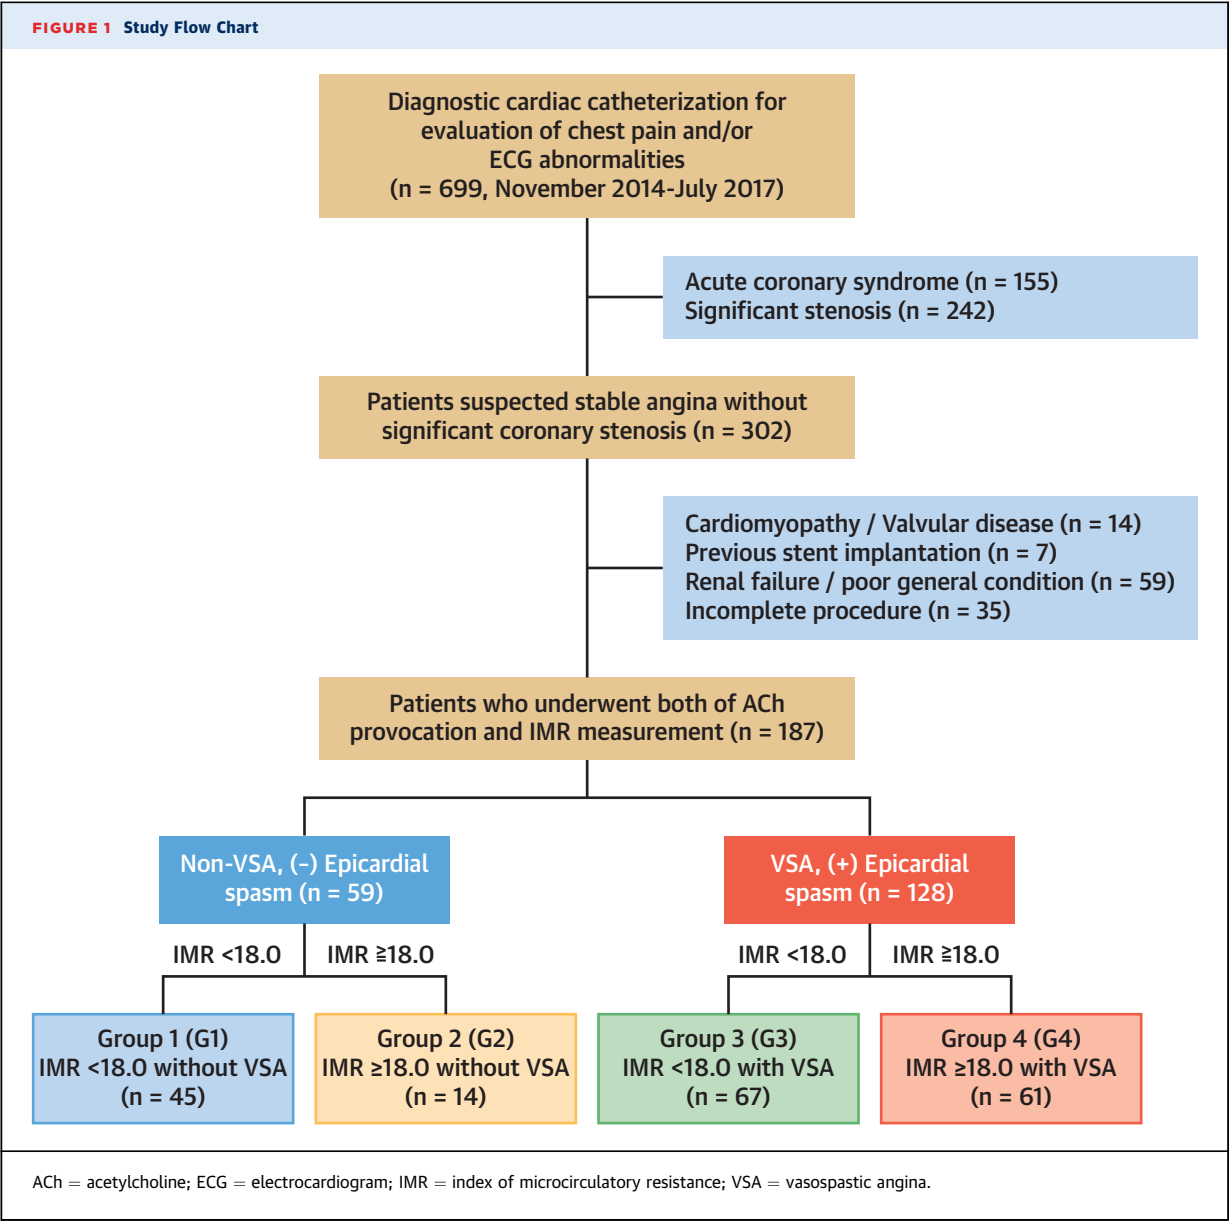 FIGURE 1 Study Flow Chart
Diagnostic cardiac catheterization for
evaluation of chest pain and/or
ECG abnormalities
(n = 699, November 2014-July 2017)
Acute coronary syndrome (n = 155)
Significant stenosis (n = 242)
Patients suspected stable angina without
significant coronary stenosis (n = 302)
Cardiomyopathy / Valvular disease (n = 14)
Previous stent implantation (n = 7)
Renal failure / poor general condition (n = 59)
Incomplete procedure (n = 35)
Patients who underwent both of ACh
provocation and IMR measurement (n = 187)
Non-VSA, (-) Epicardial
spasm (n = 59)
VSA, (+) Epicardial
spasm (n = 128)
IMR <18.0
IMR ≧18.0
IMR <18.0
IMR ≧18.0
Group 1 (G1)
IMR <18.0 without VSA
(n = 45)
Group 2 (G2)
IMR ≥18.0 without VSA
(n = 14)
Group 3 (G3)
IMR <18.0 with VSA
(n = 67)
Group 4 (G4)
IMR ≥18.0 with VSA
(n = 61)
ACh = acetylcholine; ECG = electrocardiogram; IMR = index of microcirculatory resistance; VSA = vasospastic angina.